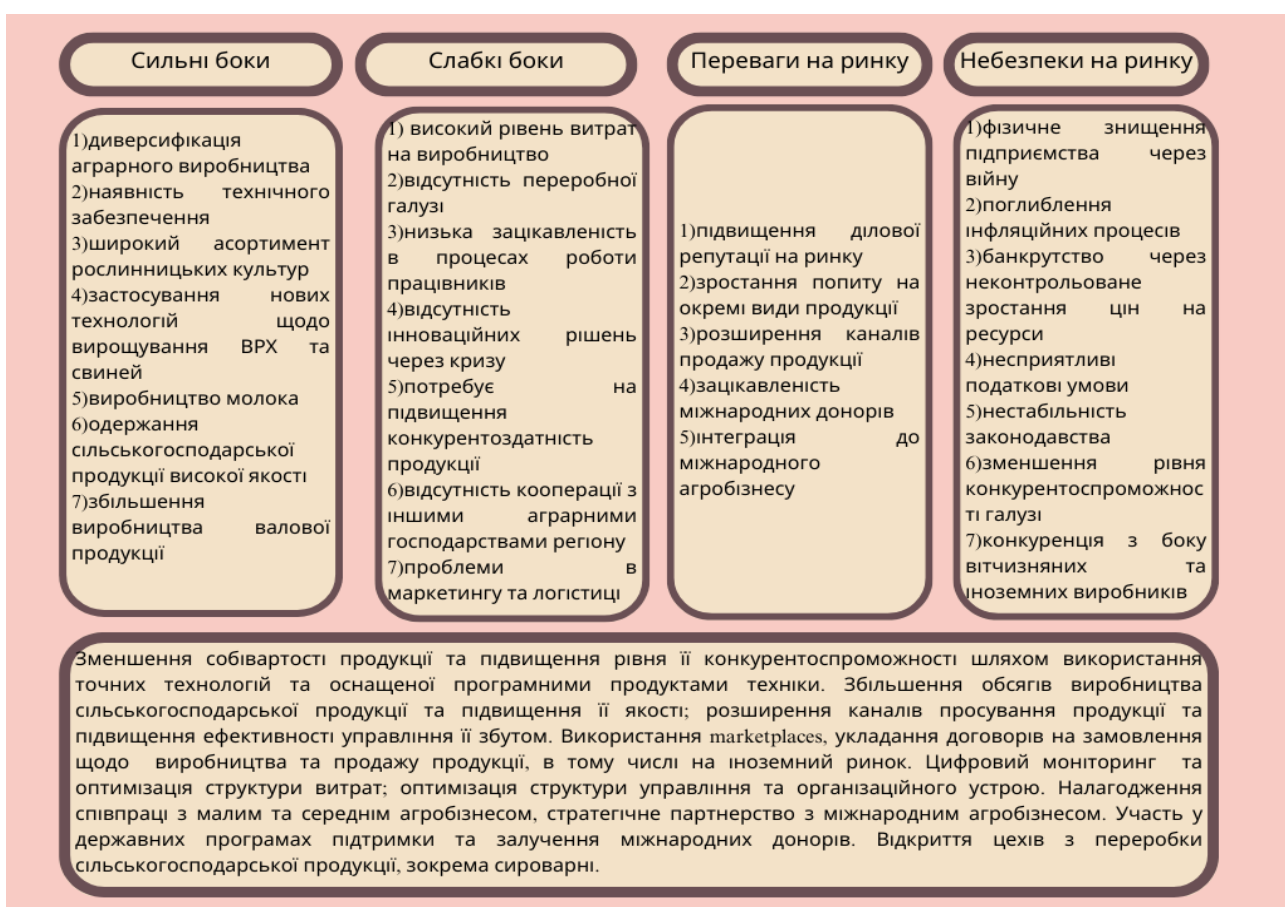 Сильні боки
Слабкі боки
Переваги на ринку
Небезпеки на ринку
1)диверсифікація
аграрного виробництва
2)наявність технічного
забезпечення
3)широкий асортимент
рослинницьких культур
4)застосування нових
технологій щодо
вирощування ВРХ та
свиней
5)виробництво молока
6)одержання
сільськогосподарської
продукції високої якості
7)збільшення
виробництва валової
продукції
1) високий рівень витрат
на виробництво
2)відсутність переробної
галузі
3)низька зацікавленість
в процесах роботи
працівників
4)відсутність
інноваційних рішень
через кризу
5)потребує на
підвищення
конкурентоздатність
продукції
6)відсутність кооперації з
іншими аграрними
господарствами регіону
7)проблеми в
маркетингу та логістиці
1)підвищення ділової
репутації на ринку
2)зростання попиту на
окремі види продукції
3)розширення каналів
продажу продукції
4)зацікавленість
міжнародних донорів
5)інтеграція до
міжнародного
агробізнесу
1)фізичне знищення
підприємства через
війну
2)поглиблення
інфляційних процесів
3)банкрутство через
неконтрольоване
зростання цін на
ресурси
4)несприятливі
податкові умови
5)нестабільність
законодавства
6)зменшення рівня
конкурентоспроможнос
ті галузі
7)конкуренція з боку
вітчизняних та
іноземних виробників
Зменшення собівартості продукції та підвищення рівня її конкурентоспроможності шляхом використання
точних технологій та оснащеної програмними продуктами техніки. Збільшення обсягів виробництва
сільськогосподарської продукції та підвищення її якості; розширення каналів просування продукції та
підвищення ефективності управління її збутом. Використання marketplaces, укладання договорів на замовлення
щодо виробництва та продажу продукції, в тому числі на іноземний ринок. Цифровий моніторинг та
оптимізація структури витрат; оптимізація структури управління та організаційного устрою. Налагодження
співпраці з малим та середнім агробізнесом, стратегічне партнерство з міжнародним агробізнесом. Участь у
державних програмах підтримки та залучення міжнародних донорів. Відкриття цехів з переробки
сільськогосподарської продукції, зокрема сироварні.